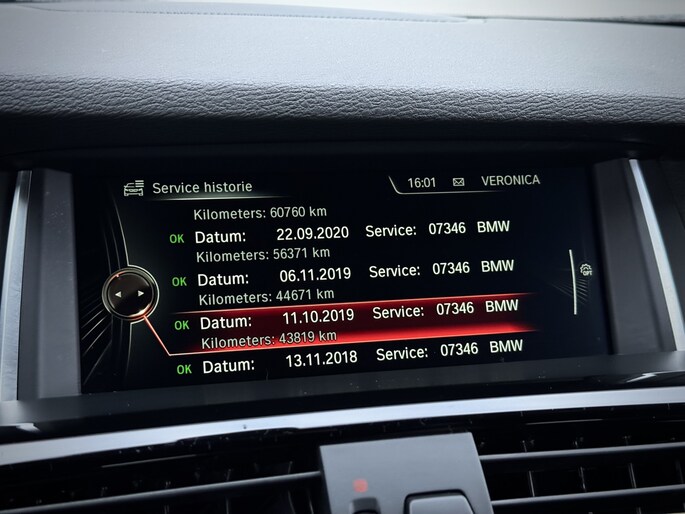 Service historie
16:01 VERONICA
Kilometers: 60760 km
OK Datum: 22.09.2020 Service: 07346 BMW
Kilometers: 56371 km
OK Datum: 06.11.2019 Service: 07346 BMW
Kilometers: 44671 km
OK Datum: 11.10.2019 Service: 07346 BMW
Kilometers: 43819 km
OK Datum: 13.11.2018 Service: 07346 BMW
OPT